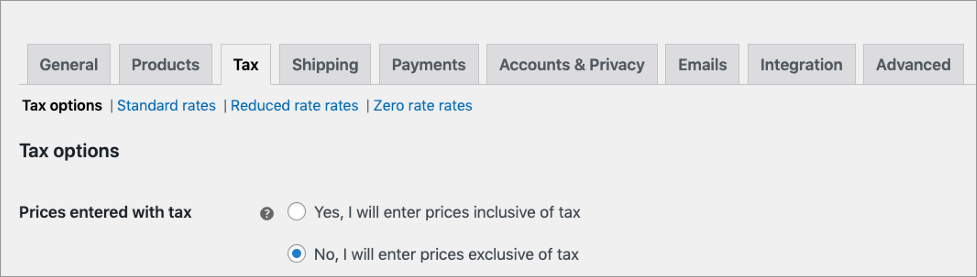 General Products Tax Shipping Payments Accounts & Privacy Emails Integration Advanced
Tax options | Standard rates | Reduced rate rates | Zero rate rates
Tax options
Prices entered with tax ? Yes, I will enter prices inclusive of tax
No, I will enter prices exclusive of tax